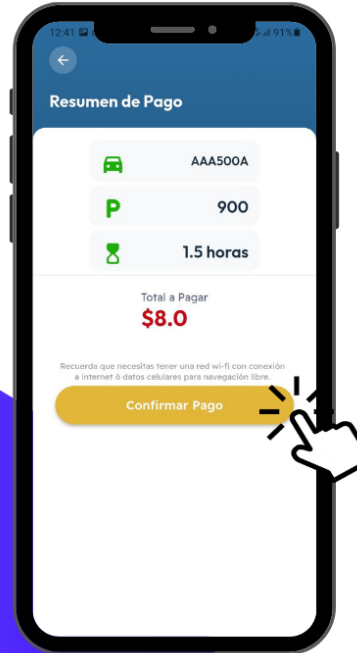 12:41
91%
Resumen de Pago
AAA500A
P 900
1.5 horas
Total a Pagar
$8.0
Recuerda que necesitas tener una red wi-fi con conexión
a internet ó datos celulares para navegación libre.
Confirmar Pago